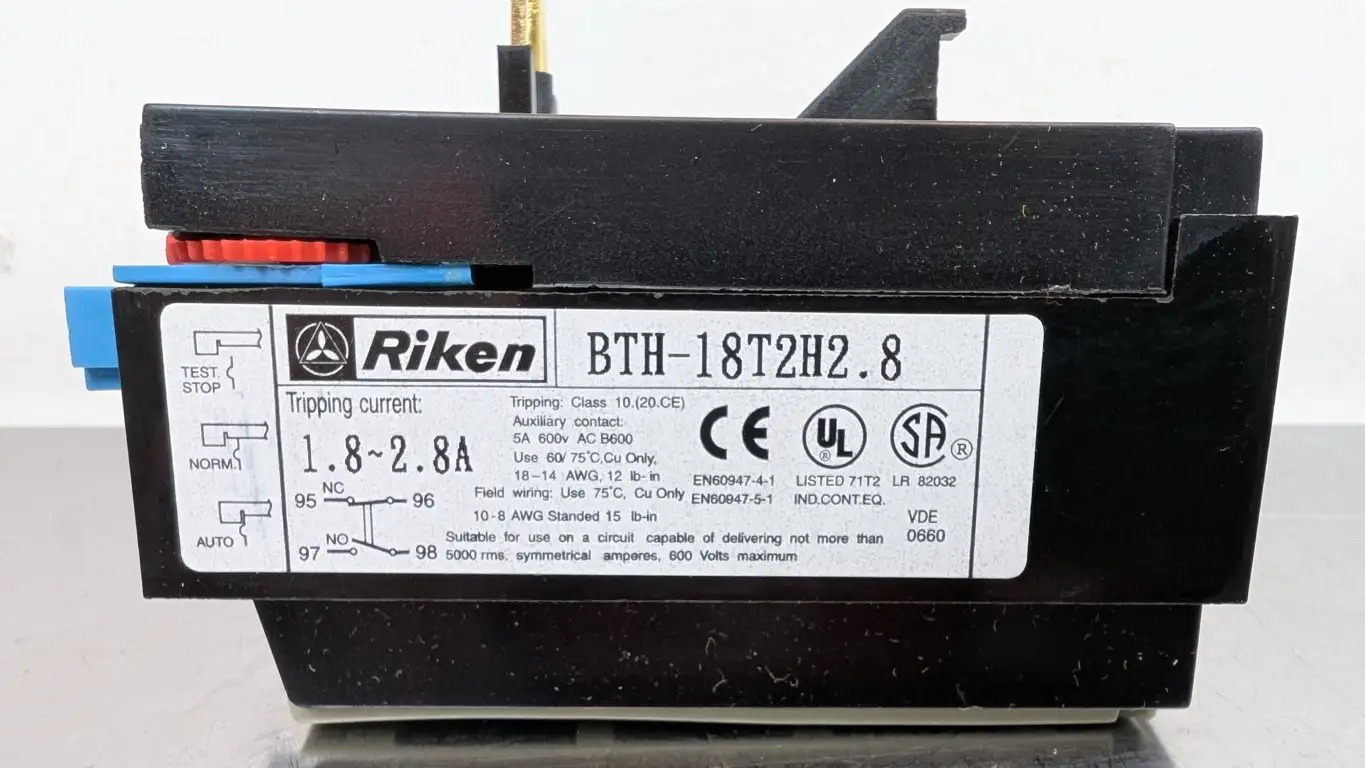 Riken
BTH-18T2H2.8
TEST.
STOP
NORM.
AUTO
Tripping current:
1.8~2.8A
95 NC 96
97 NO 98
Tripping: Class 10.(20.CE)
Auxiliary contact:
5A 600v AC B600
Use 60/75°C,Cu Only,
18-14 AWG, 12 lb-in
Field wiring: Use 75°C, Cu Only
10-8 AWG Standed 15 lb-in
Suitable for use on a circuit capable of delivering not more than
5000 rms, symmetrical amperes, 600 Volts maximum
CE
EN60947-4-1
EN60947-5-1
UL ®
LISTED 71T2
IND.CONT.EQ.
SA ®
LR 82032
VDE
0660